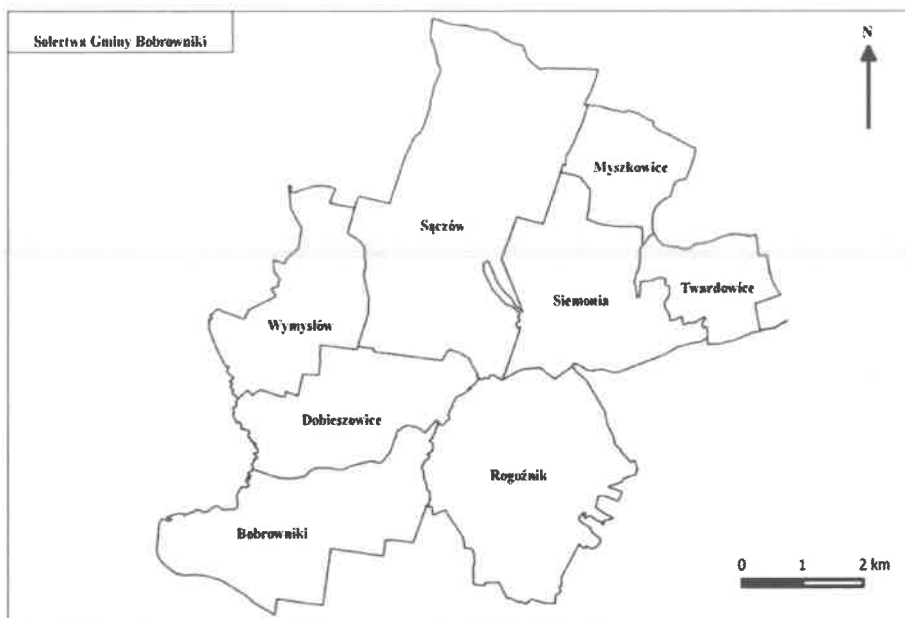 Sołectwa Gminy Bobrowniki
N
Myszkowice
Sączów
Siemonia
Twardowice
Wymysłów
Dobieszowice
Rogoźnik
Bobrowniki
0 1 2 km